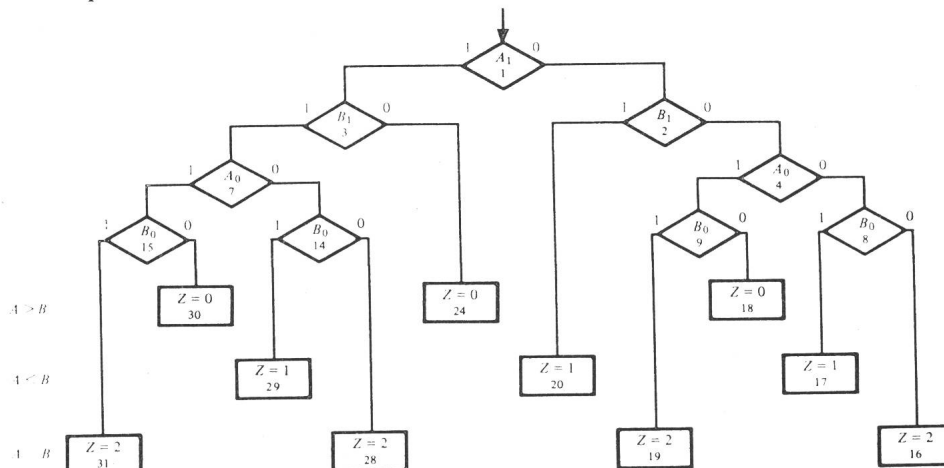 1 0
A₁
1
1 0 1 0
B₁ B₁
3 2
1 0 1 0
A₀ A₀
7 4
1 0 1 0 1 0 1 0
B₀ B₀ B₀ B₀
15 14 9 8
A > B
Z = 0 Z = 0 Z = 0
30 24 18
A < B
Z = 1 Z = 1 Z = 1
29 20 17
A B
Z = 2 Z = 2 Z = 2 Z = 2
31 28 19 16